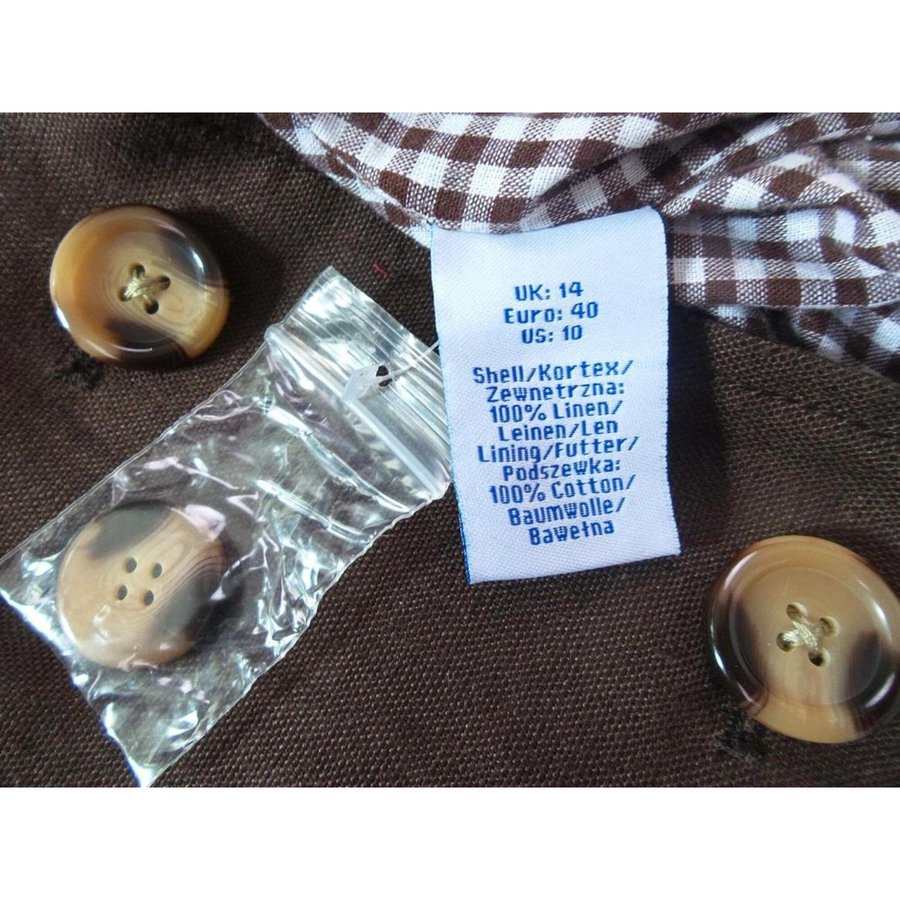 UK: 14
Euro: 40
US: 10
Shell/Kortex/
Zewnetrzna:
100% Linen/
Leinen/Len
Lining/Futter/
Podszewka:
100% Cotton/
Baumwolle/
Bawełna